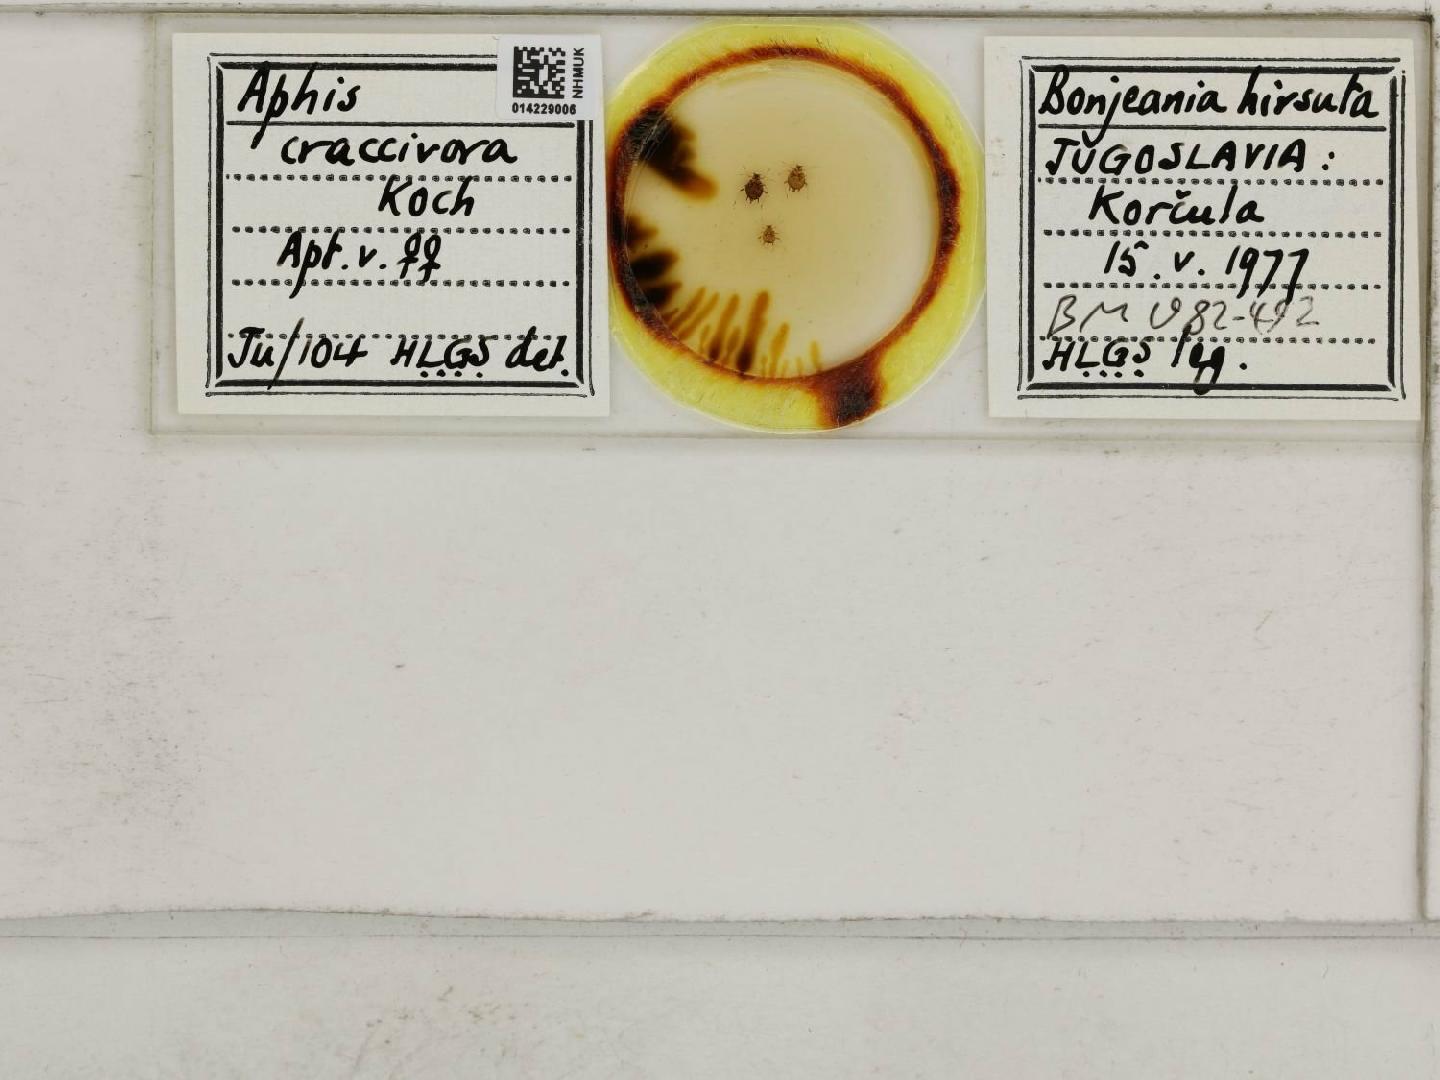 Aphis
craccivora
Koch
Apt. v. ♀♀
Ju/104 HLGS det.
NHMUK
014229006
Bonjeania hirsuta
JUGOSLAVIA:
Korčula
15. v. 1977
BM 1982-492
HLGS leg.